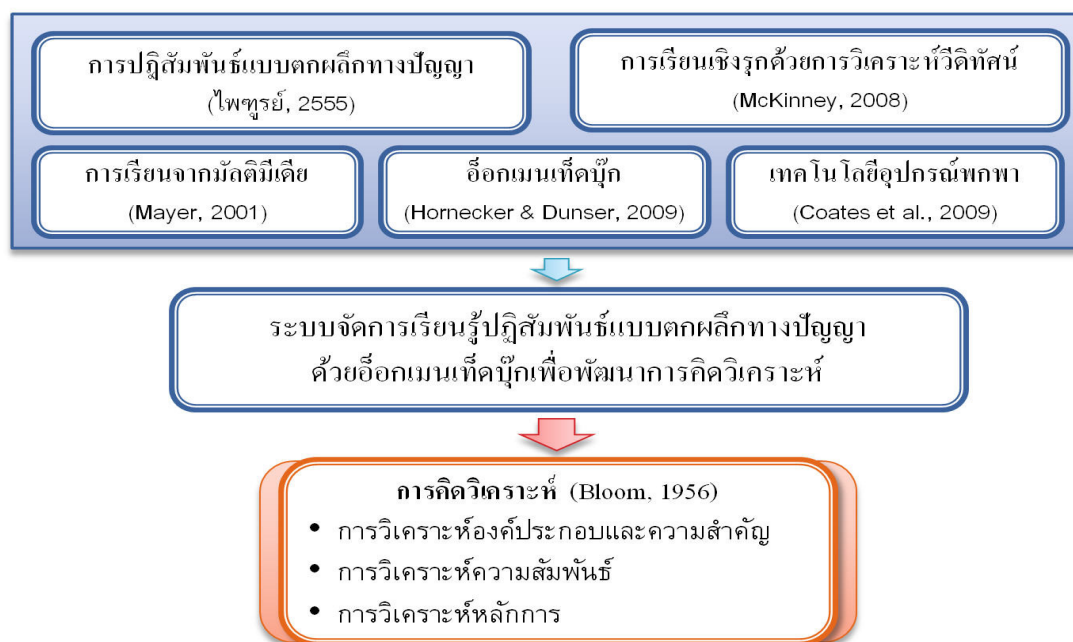 การปฎิสัมพันธ์แบบตกผลึกทางปัญญา
(ไพฑูรย์, 2555)
การเรียนเชิงรุกด้วยการวิเคราะห์วีดิทัศน์
(McKinney, 2008)
การเรียนจากมัลติมีเดีย
(Mayer, 2001)
อ็อกเมนเท็ดบุ๊ก
(Hornecker & Dunser, 2009)
เทคโนโลยีอุปกรณ์พกพา
(Coates et al., 2009)
ระบบจัดการเรียนรู้ปฏิสัมพันธ์แบบตกผลึกทางปัญญา
ด้วยอ็อกเมนเท็ดบุ๊กเพื่อพัฒนาการคิดวิเคราะห์
การคิดวิเคราะห์ (Bloom, 1956)
• การวิเคราะห์องค์ประกอบและความสำคัญ
• การวิเคราะห์ความสัมพันธ์
• การวิเคราะห์หลักการ